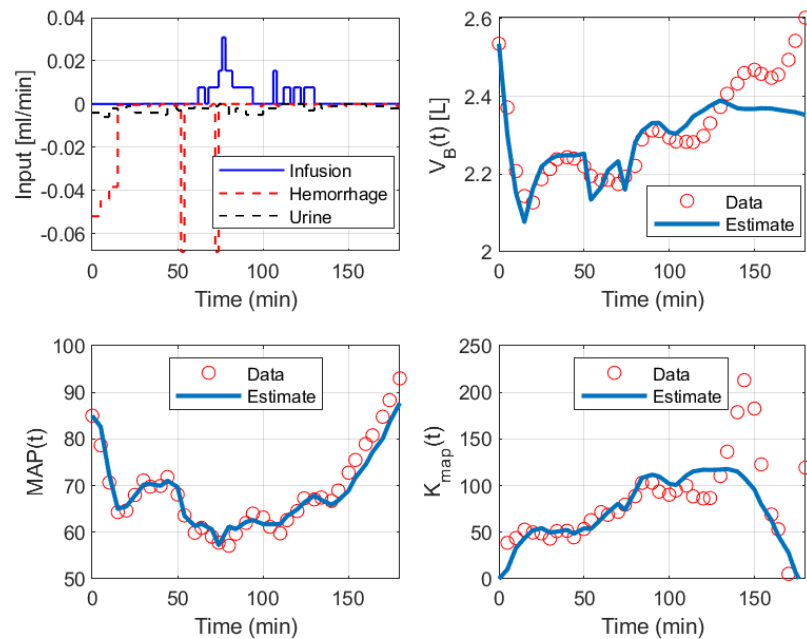 0.04
0.02
0
-0.02
-0.04
-0.06
Input [ml/min]
Infusion
Hemorrhage
Urine
0 50 100 150
Time (min)
2.6
2.4
2.2
2
V_B(t) [L]
Data
Estimate
0 50 100 150
Time (min)
100
90
80
70
60
50
MAP(t)
Data
Estimate
0 50 100 150
Time (min)
250
200
150
100
50
0
K_map(t)
Data
Estimate
0 50 100 150
Time (min)